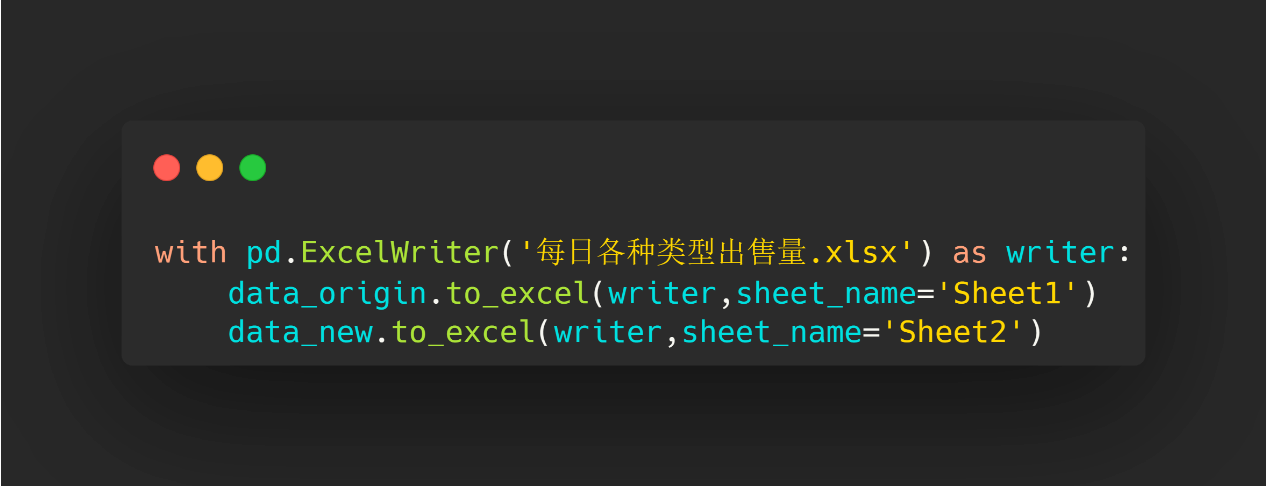 with pd.ExcelWriter('每日各种类型出售量.xlsx') as writer:
    data_origin.to_excel(writer,sheet_name='Sheet1')
    data_new.to_excel(writer,sheet_name='Sheet2')